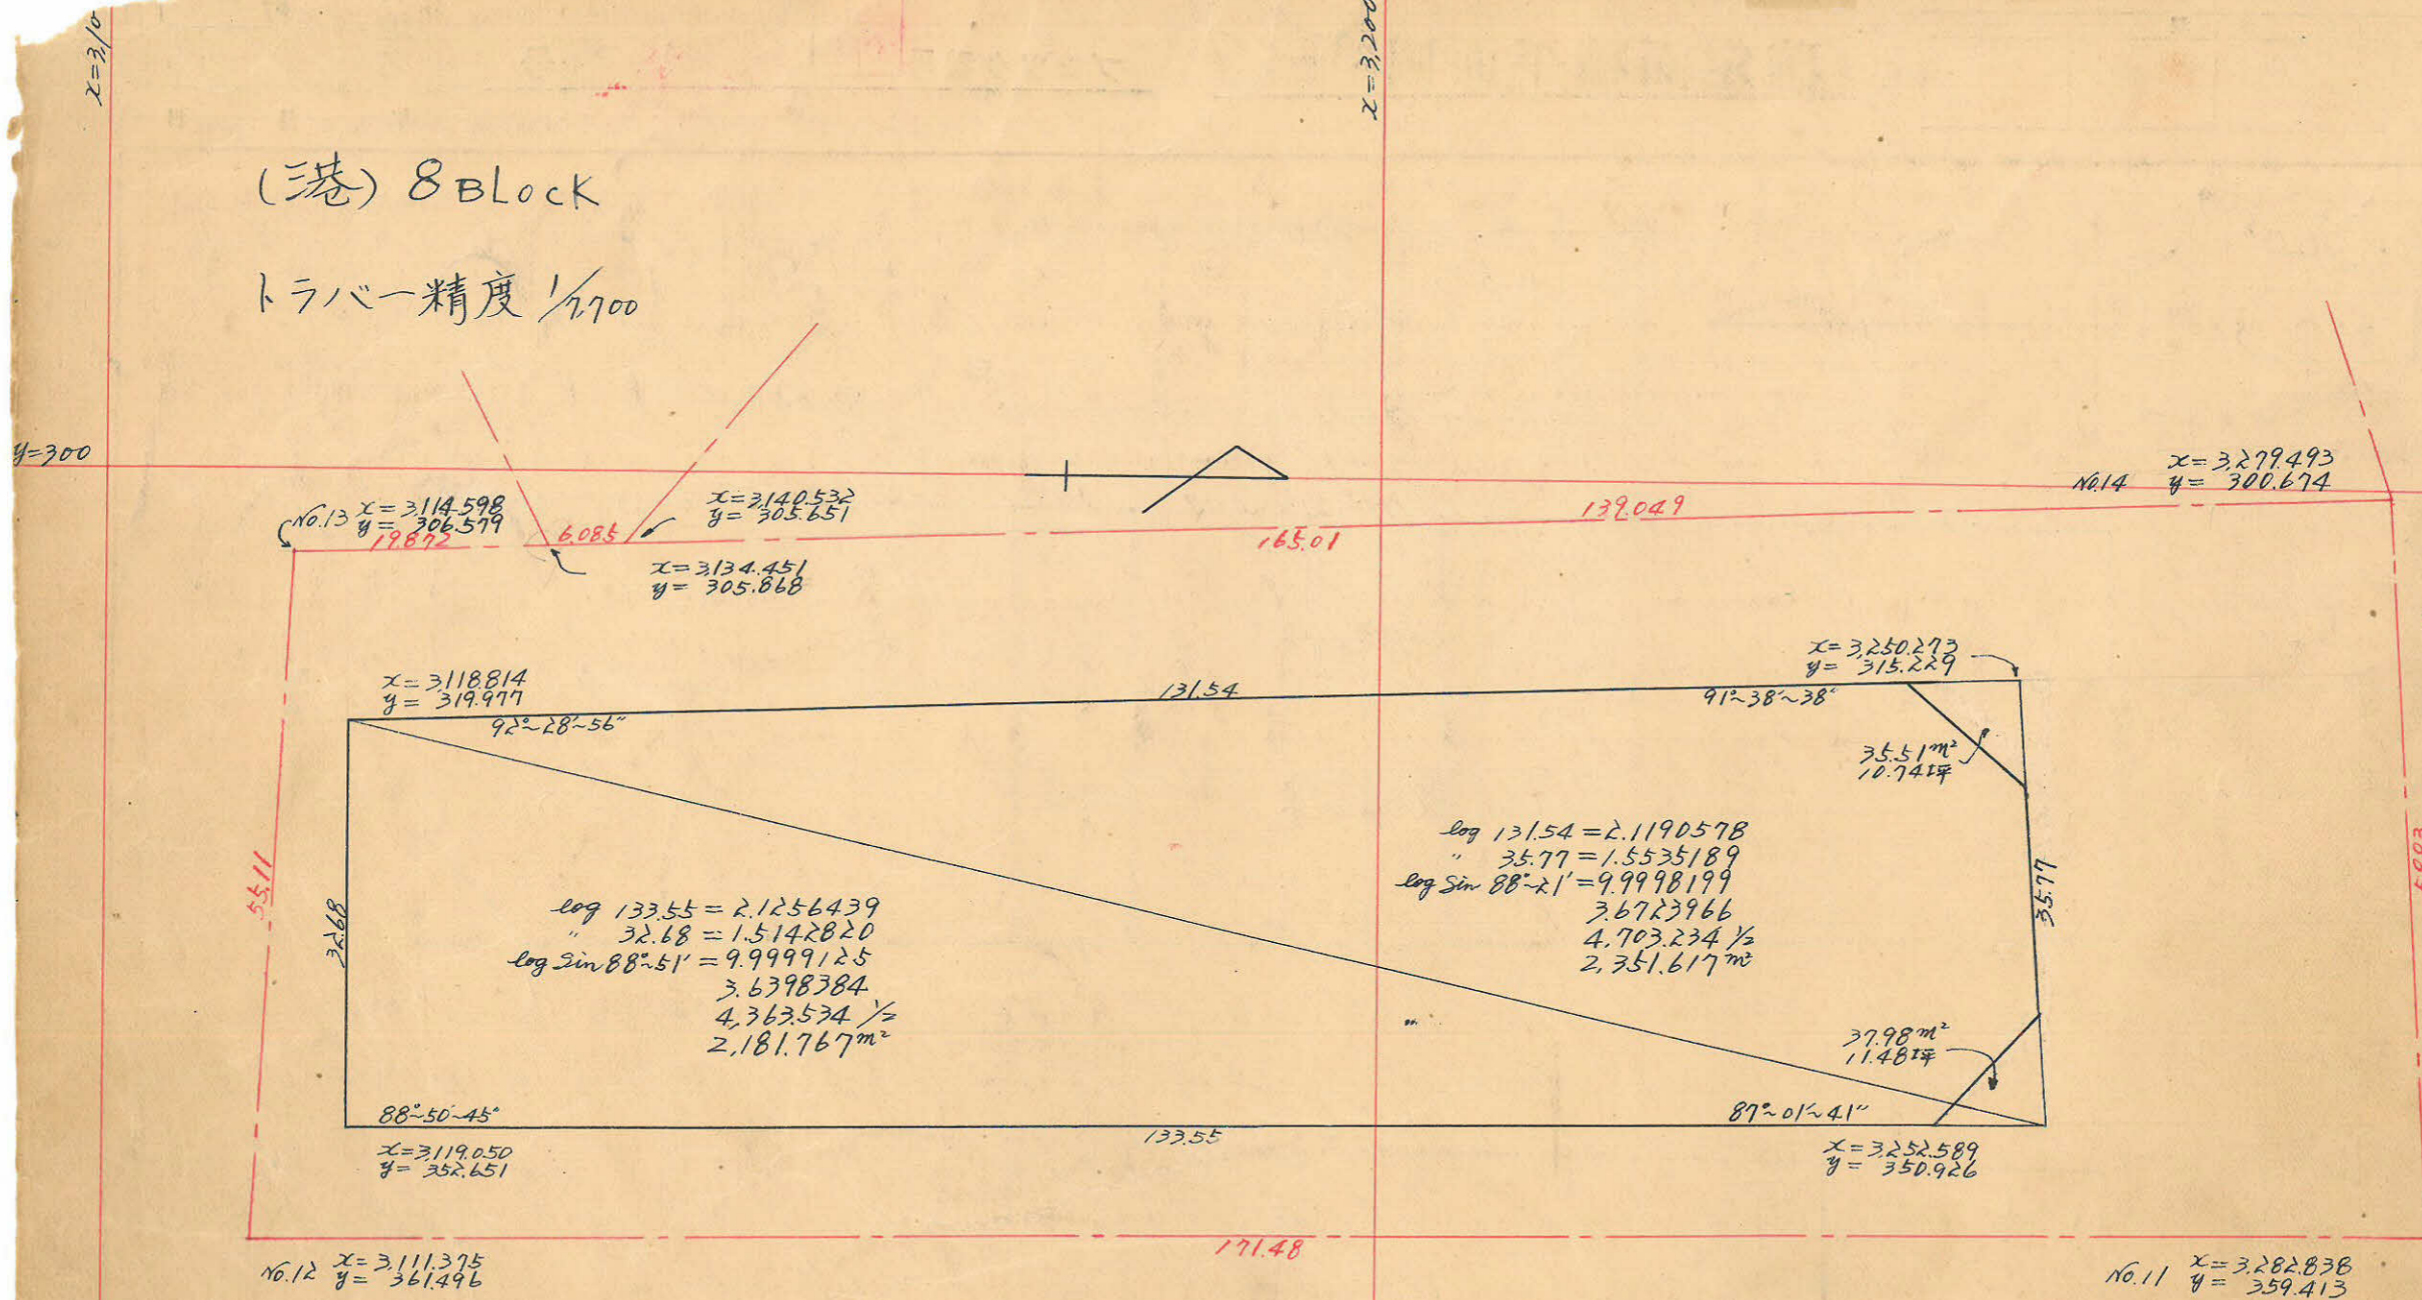 x=3,10
x=3,200
(港) 8 BLock
トラバー精度 1/7,700
y=300
No.13 x=3,114.598
y= 306.579
19.872
6.085
x=3,140.532
y= 305.651
x=3,134.451
y= 305.868
165.01
139.049
No.14 x=3,279.493
y= 300.674
x=3,118.814
y= 319.977
92°~28'~56"
131.54
x=3,250.273
y= 315.229
91°~38'~38"
35.51m²
10.74坪
55.11
32.68
log 133.55 = 2.1256439
" 32.68 = 1.5142820
log Sin 88°~51' = 9.9999125
3.6398384
4,363.534 1/2
2,181.767m²
log 131.54 = 2.1190578
" 35.77 = 1.5535189
log Sin 88°~21' = 9.9998199
3.6723966
4,703.234 1/2
2,351.617m²
35.77
37.98m²
11.48坪
88°~50'~45"
x=3,119.050
y= 352.651
133.55
87°~01'~41"
x=3,252.589
y= 350.926
171.48
No.12 x=3,111.375
y= 361.496
No.11 x=3,282.838
y= 359.413